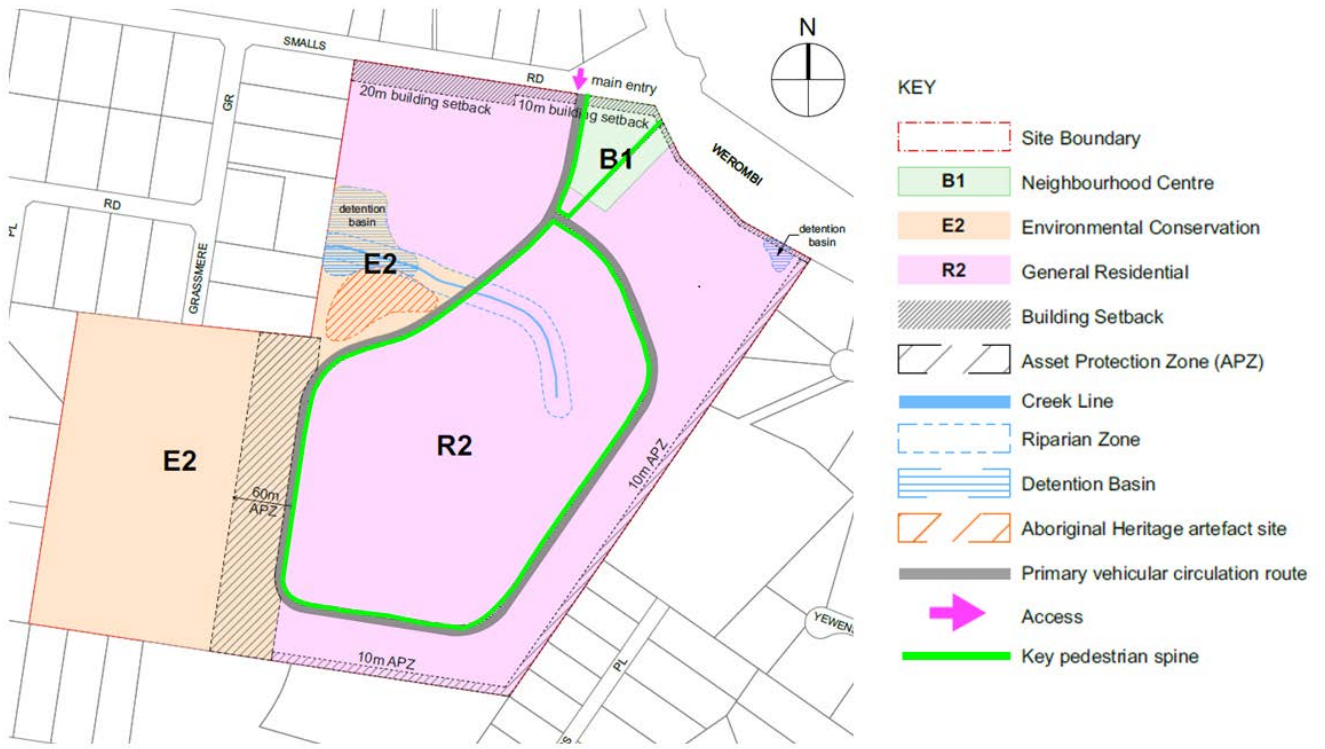 SMALLS
RD
main entry
N
20m building setback
10m building setback
GR
B1
WEROMBI
RD
PL
detention
basin
detention
basin
E2
GRASSMERE
R2
E2
10m APZ
60m
APZ
10m APZ
PL
YEWEN
S
KEY
Site Boundary
B1 Neighbourhood Centre
E2 Environmental Conservation
R2 General Residential
Building Setback
Asset Protection Zone (APZ)
Creek Line
Riparian Zone
Detention Basin
Aboriginal Heritage artefact site
Primary vehicular circulation route
Access
Key pedestrian spine